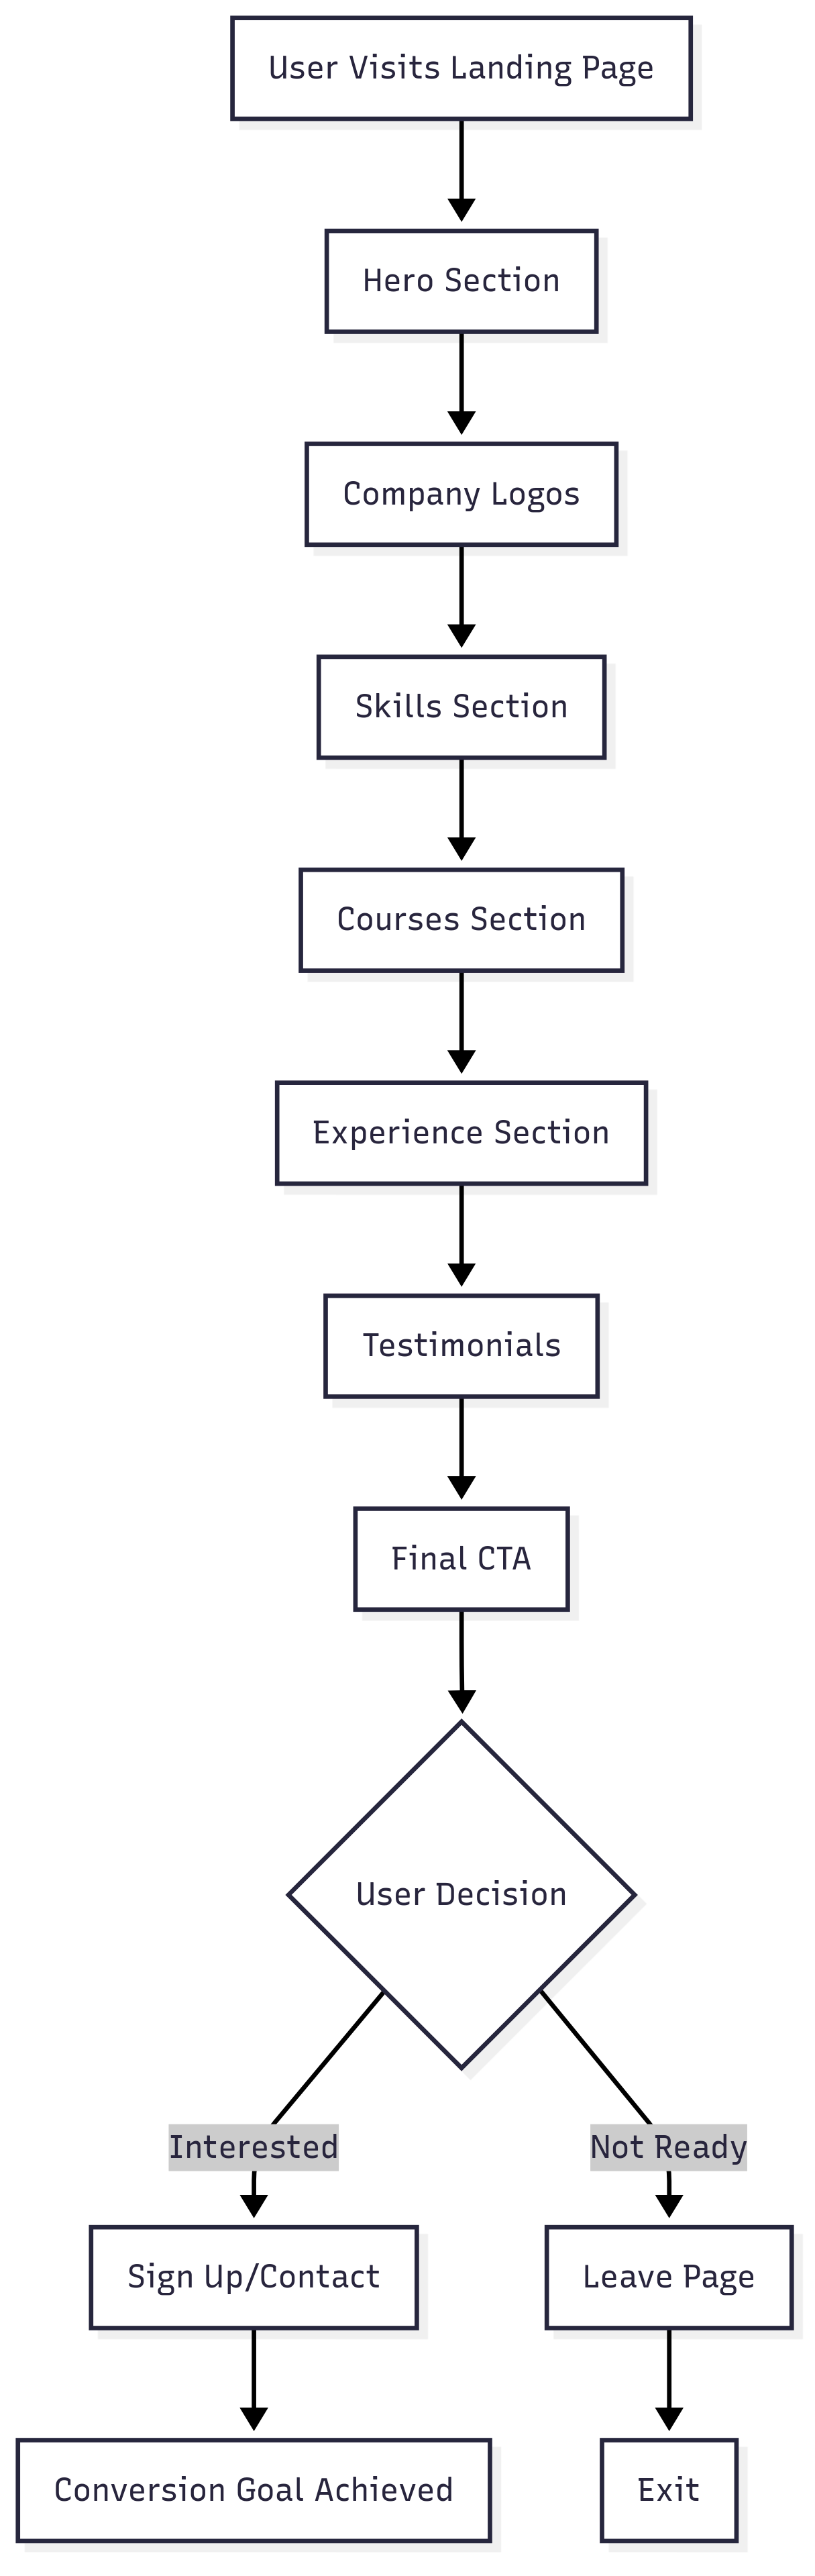 User Visits Landing Page
Hero Section
Company Logos
Skills Section
Courses Section
Experience Section
Testimonials
Final CTA
User Decision
Interested
Not Ready
Sign Up/Contact
Leave Page
Conversion Goal Achieved
Exit